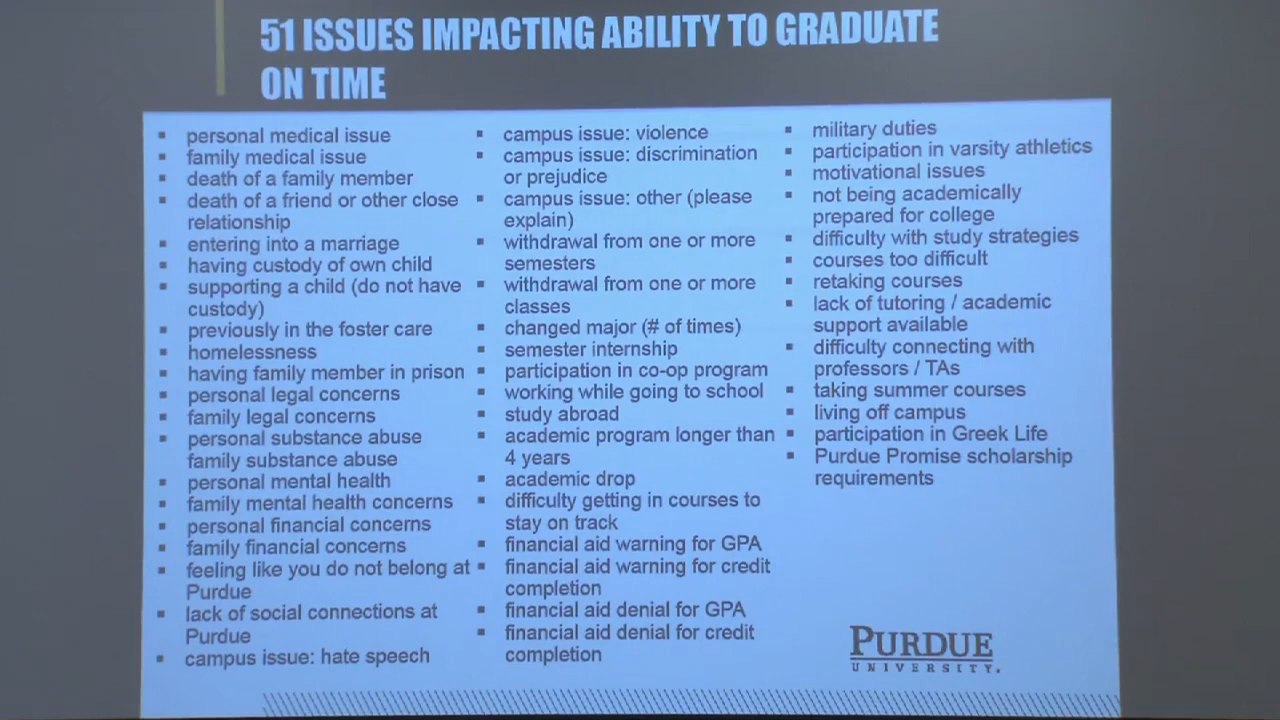 51 ISSUES IMPACTING ABILITY TO GRADUATE
ON TIME
▪ personal medical issue
▪ family medical issue
▪ death of a family member
▪ death of a friend or other close
relationship
▪ entering into a marriage
▪ having custody of own child
▪ supporting a child (do not have
custody)
▪ previously in the foster care
▪ homelessness
▪ having family member in prison
▪ personal legal concerns
▪ family legal concerns
▪ personal substance abuse
family substance abuse
▪ personal mental health
▪ family mental health concerns
▪ personal financial concerns
▪ family financial concerns
▪ feeling like you do not belong at
Purdue
▪ lack of social connections at
Purdue
▪ campus issue: hate speech
▪ campus issue: violence
▪ campus issue: discrimination
or prejudice
▪ campus issue: other (please
explain)
▪ withdrawal from one or more
semesters
▪ withdrawal from one or more
classes
▪ changed major (# of times)
▪ semester internship
▪ participation in co-op program
▪ working while going to school
▪ study abroad
▪ academic program longer than
4 years
▪ academic drop
▪ difficulty getting in courses to
stay on track
▪ financial aid warning for GPA
▪ financial aid warning for credit
completion
▪ financial aid denial for GPA
▪ financial aid denial for credit
completion
▪ military duties
▪ participation in varsity athletics
▪ motivational issues
▪ not being academically
prepared for college
▪ difficulty with study strategies
▪ courses too difficult
▪ retaking courses
▪ lack of tutoring / academic
support available
▪ difficulty connecting with
professors / TAs
▪ taking summer courses
▪ living off campus
▪ participation in Greek Life
▪ Purdue Promise scholarship
requirements
PURDUE
UNIVERSITY.